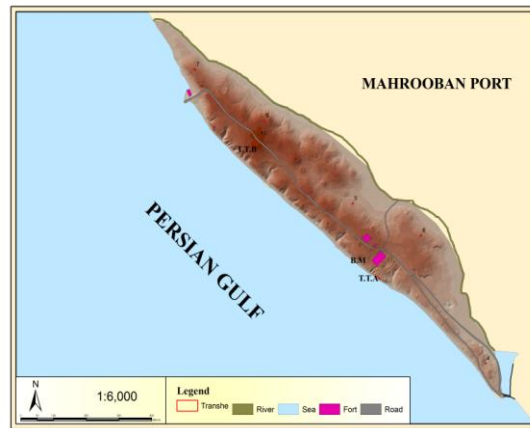 MAHROOBAN PORT
T.T.B
PERSIAN GULF
B.M
T.T.A
N
1:6,000
Legend
Transhe
River
Sea
Fort
Road